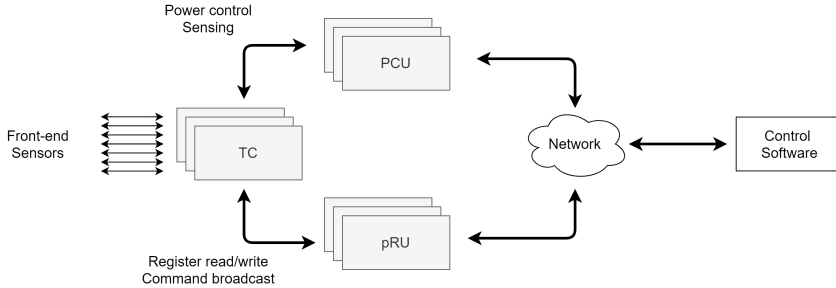 Power control
Sensing
PCU
Front-end
Sensors
TC
Network
Control
Software
pRU
Register read/write
Command broadcast